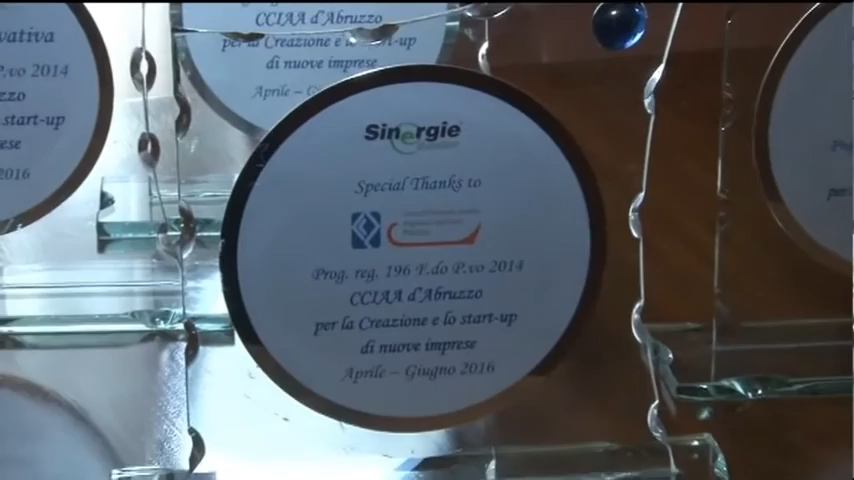 vativa
P.vo 2014
zzo
start-up
ese
2016
CCIAA d'Abruzzo
per la Creazione e lo start-up
di nuove imprese
Aprile –
Sinergie
Special Thanks to
Prog. reg. 196 F.do P.vo 2014
CCIAA d'Abruzzo
per la Creazione e lo start-up
di nuove imprese
Aprile – Giugno 2016